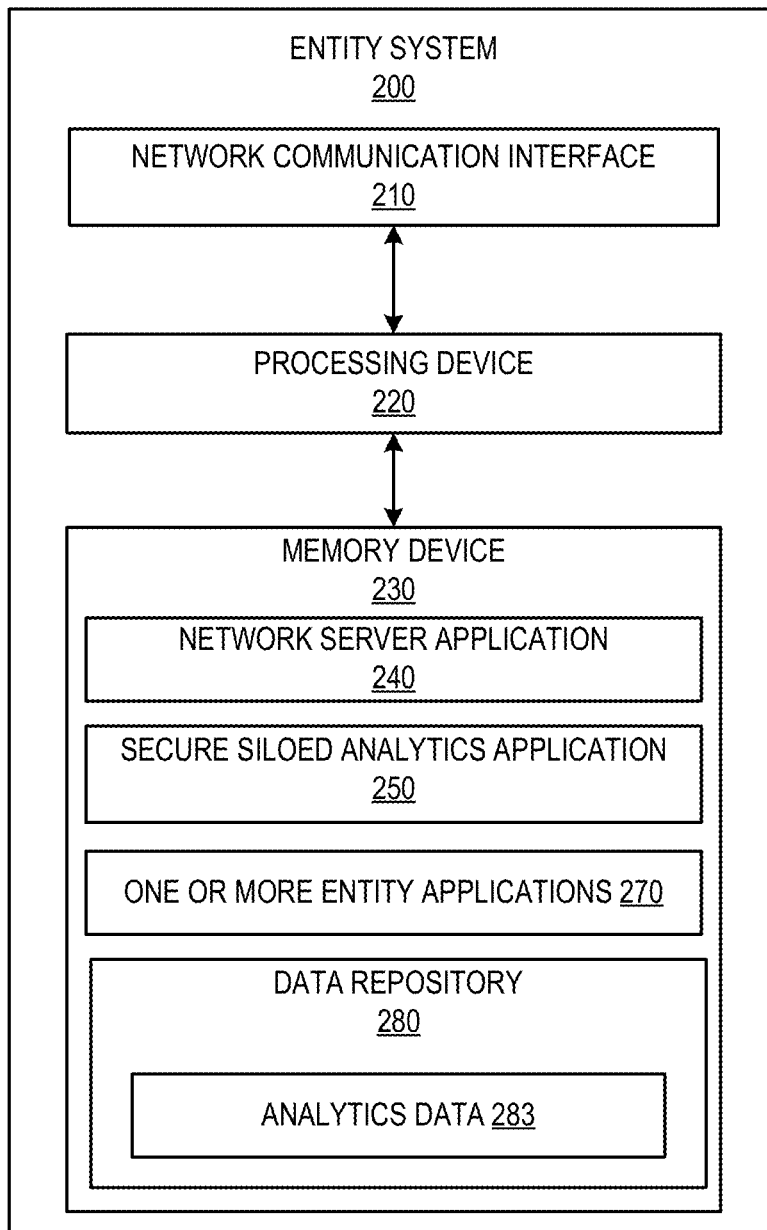 ENTITY SYSTEM
200
NETWORK COMMUNICATION INTERFACE
210
PROCESSING DEVICE
220
MEMORY DEVICE
230
NETWORK SERVER APPLICATION
240
SECURE SILOED ANALYTICS APPLICATION
250
ONE OR MORE ENTITY APPLICATIONS 270
DATA REPOSITORY
280
ANALYTICS DATA 283